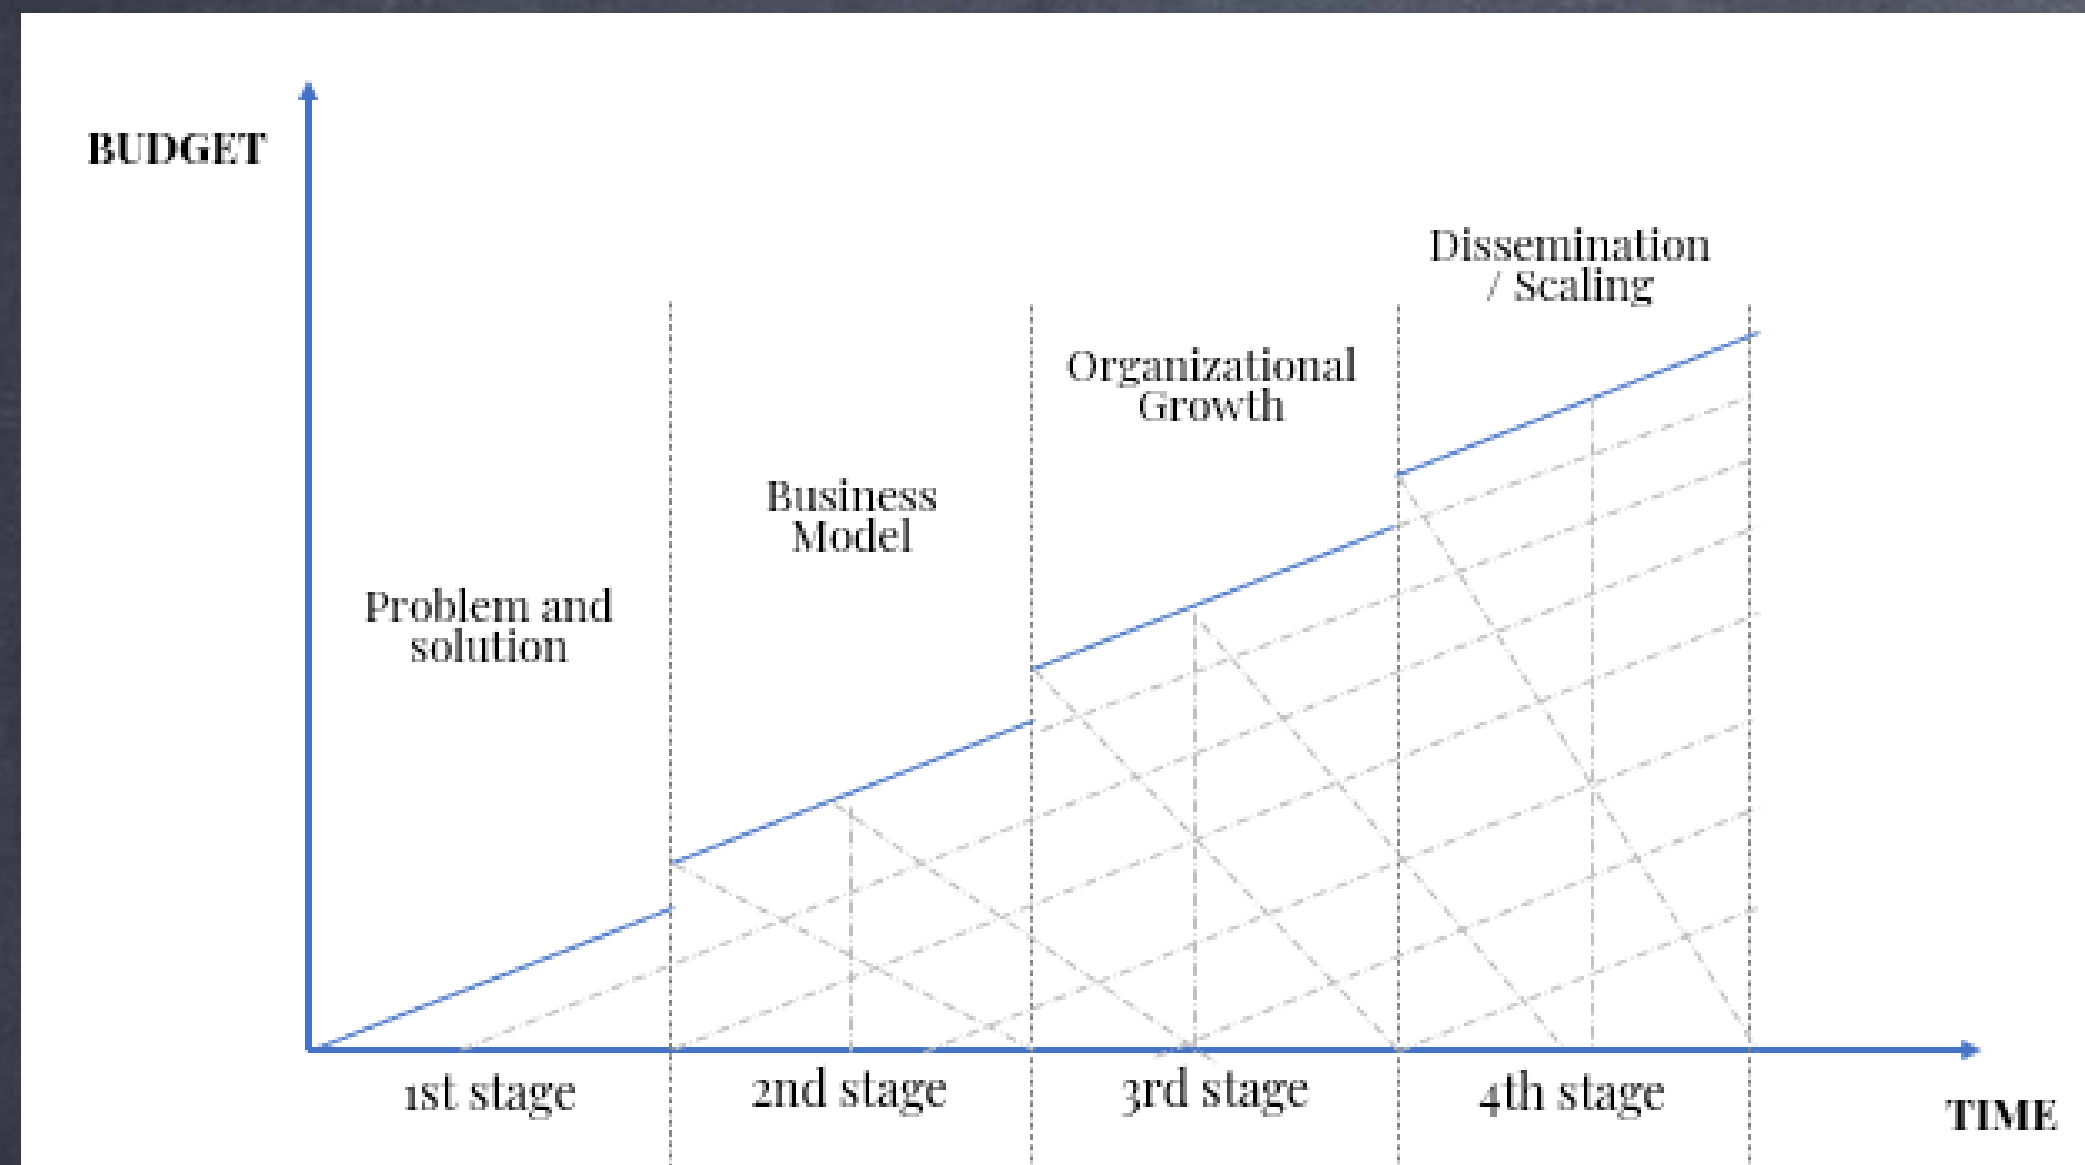 BUDGET
Dissemination
/ Scaling
Organizational
Growth
Business
Model
Problem and
solution
1st stage
2nd stage
3rd stage
4th stage
TIME